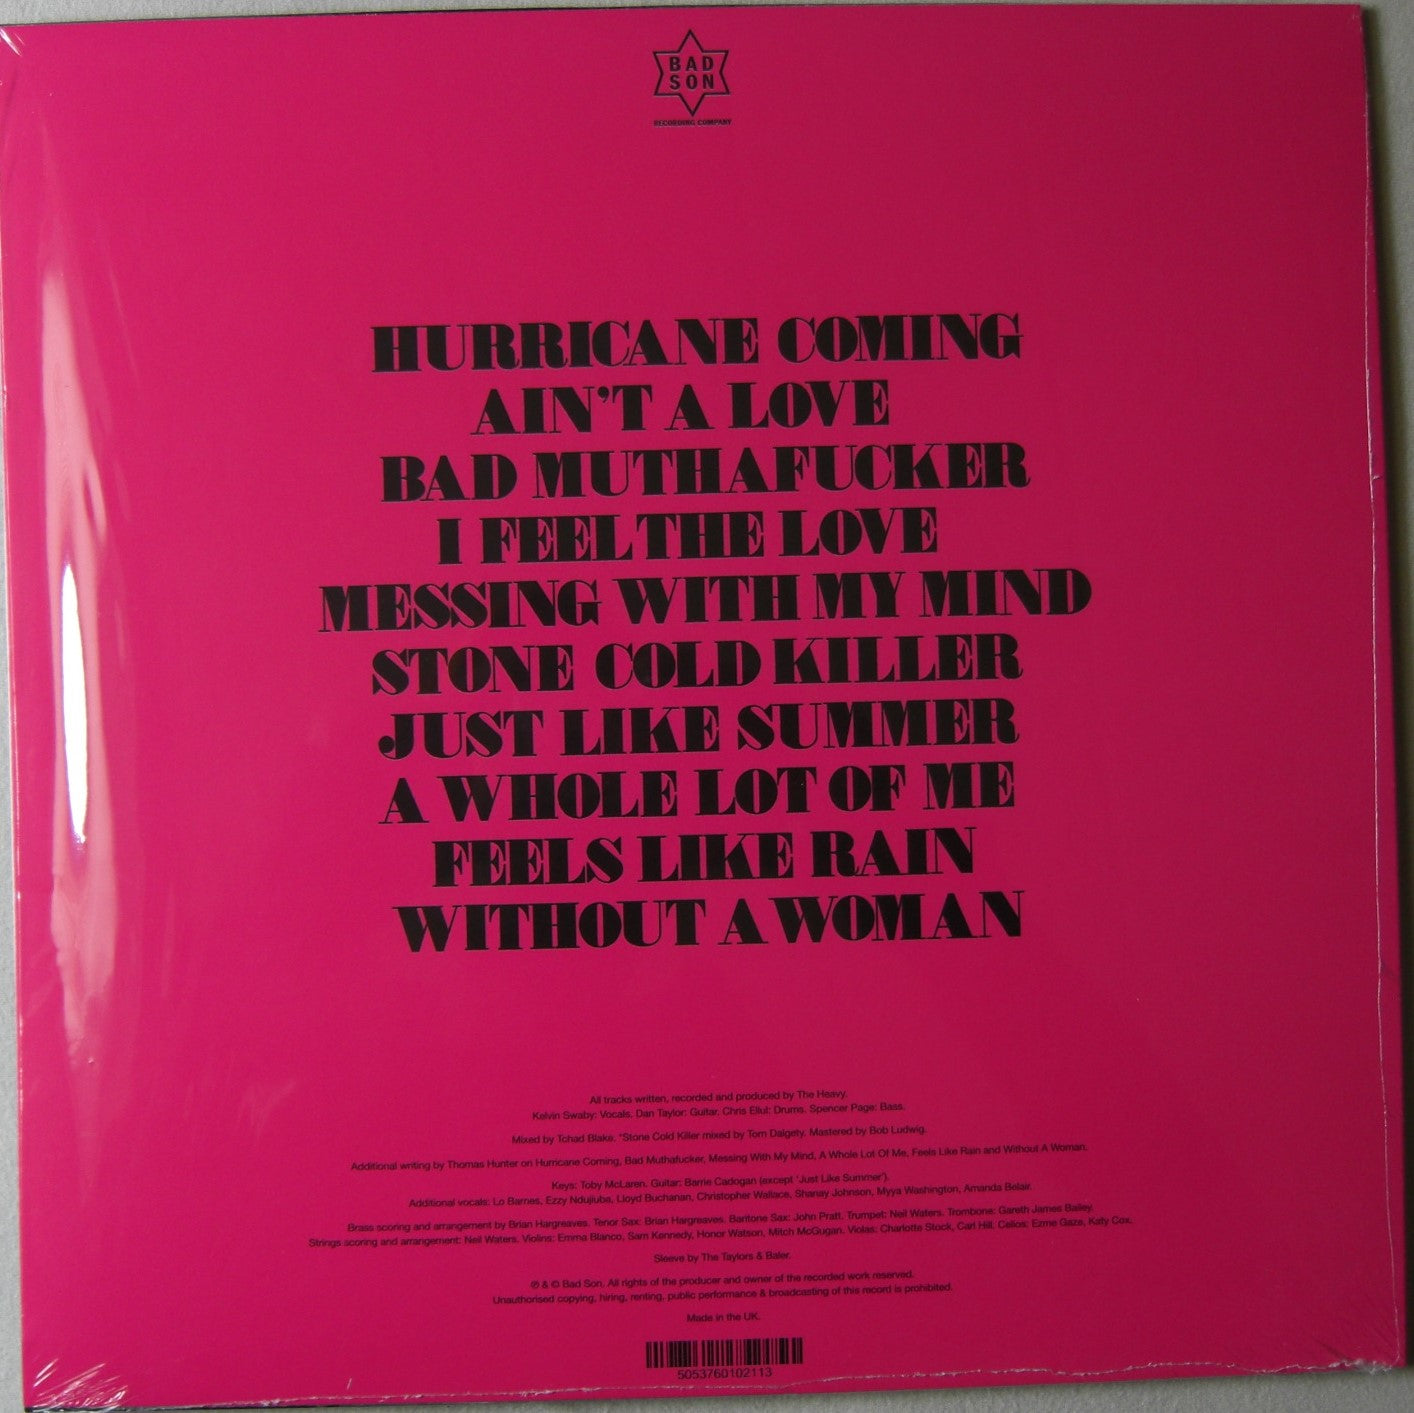 BAD
SON
RECORDING COMPANY
HURRICANE COMING
AIN'T A LOVE
BAD MUTHAFUCKER
I FEEL THE LOVE
MESSING WITH MY MIND
STONE COLD KILLER
JUST LIKE SUMMER
A WHOLE LOT OF ME
FEELS LIKE RAIN
WITHOUT A WOMAN
All tracks written, recorded and produced by The Heavy.
Kelvin Swaby: Vocals. Dan Taylor: Guitar. Chris Ellul: Drums. Spencer Page: Bass.
Mixed by Tchad Blake. *Stone Cold Killer mixed by Tom Dalgety. Mastered by Bob Ludwig.
Additional writing by Thomas Hunter on Hurricane Coming, Bad Muthafucker, Messing With My Mind, A Whole Lot Of Me, Feels Like Rain and Without A Woman.
Keys: Toby McLaren. Guitar: Barrie Cadogan (except 'Just Like Summer').
Additional vocals: Lo Barnes, Ezzy Ndujiuba, Lloyd Buchanan, Christopher Wallace, Shanay Johnson, Myya Washington, Amanda Belair.
Brass scoring and arrangement by Brian Hargreaves. Tenor Sax: Brian Hargreaves. Baritone Sax: John Pratt. Trumpet: Neil Waters. Trombone: Gareth James Bailey.
Strings scoring and arrangement: Neil Waters. Violins: Emma Blanco, Sam Kennedy, Honor Watson, Mitch McGugan. Violas: Charlotte Stock, Carl Hill. Cellos: Esme Gaze, Katy Cox.
Sleeve by The Taylors & Baler.
℗ & © Bad Son. All rights of the producer and owner of the recorded work reserved.
Unauthorised copying, hiring, renting, public performance & broadcasting of this record is prohibited.
Made in the UK.
5053760102113